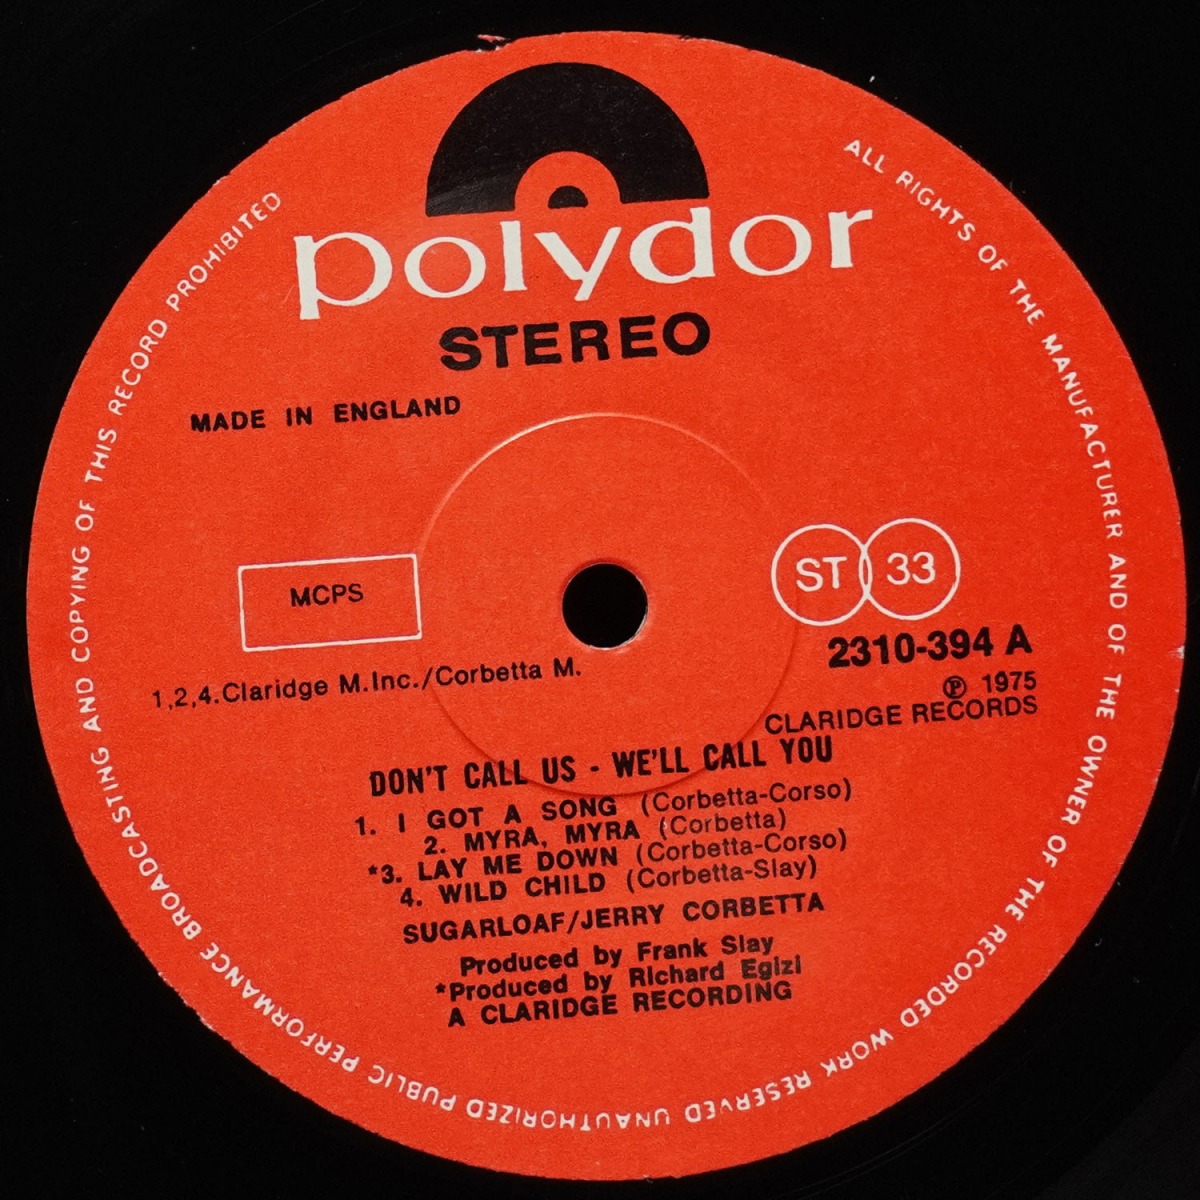 polydor
STEREO
MADE IN ENGLAND
MCPS
ST 33
2310-394 A
1,2,4.Claridge M.Inc./Corbetta M.
℗ 1975
CLARIDGE RECORDS
DON'T CALL US - WE'LL CALL YOU
1. I GOT A SONG (Corbetta-Corso)
2. MYRA, MYRA (Corbetta)
*3. LAY ME DOWN (Corbetta-Corso)
4. WILD CHILD (Corbetta-Slay)
SUGARLOAF/JERRY CORBETTA
Produced by Frank Slay
*Produced by Richard Egizi
A CLARIDGE RECORDING
ALL RIGHTS OF THE MANUFACTURER AND OF THE OWNER OF THE RECORDED WORK RESERVED UNAUTHORIZED PUBLIC PERFORMANCE BROADCASTING AND COPYING OF THIS RECORD PROHIBITED